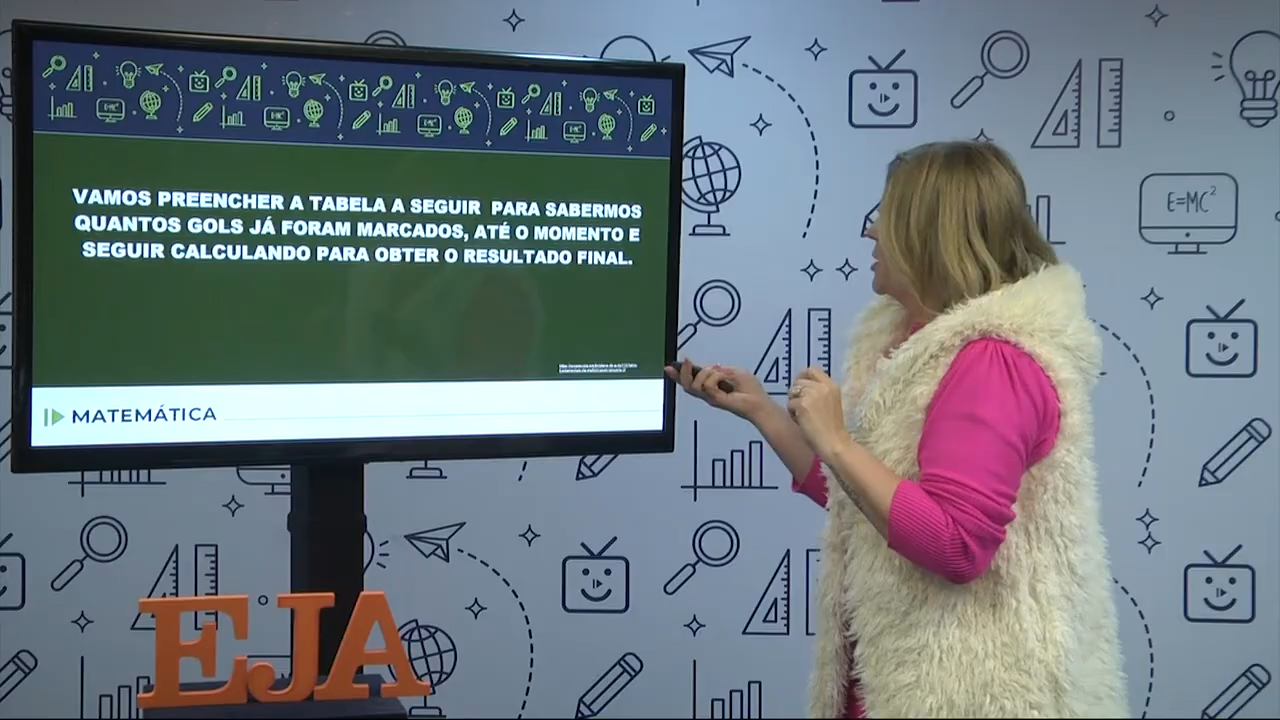 VAMOS PREENCHER A TABELA A SEGUIR PARA SABERMOS
QUANTOS GOLS JÁ FORAM MARCADOS, ATÉ O MOMENTO E
SEGUIR CALCULANDO PARA OBTER O RESULTADO FINAL.
MATEMÁTICA
EJA
E=MC²